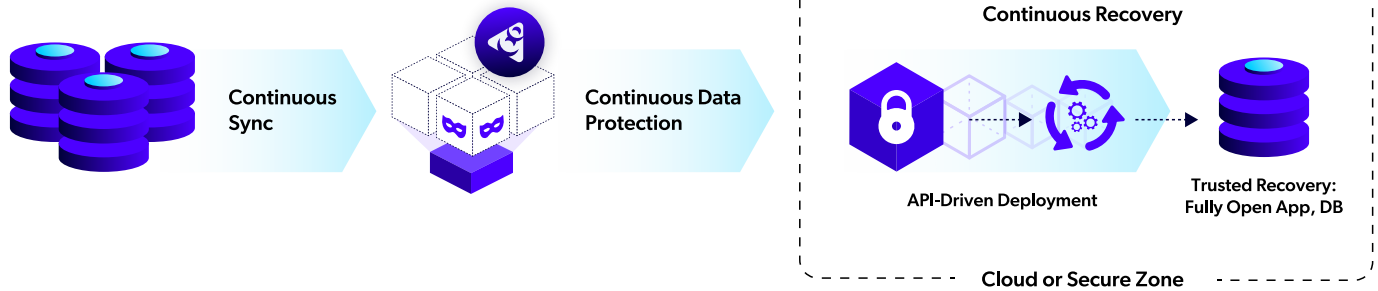 Continuous Recovery
Continuous
Sync
Continuous Data
Protection
API-Driven Deployment
Trusted Recovery:
Fully Open App, DB
Cloud or Secure Zone